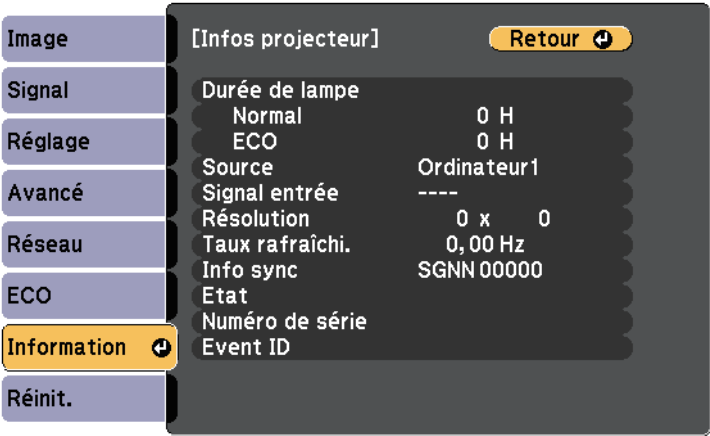 Image
Signal
Réglage
Avancé
Réseau
ECO
Information
Réinit.
[Infos projecteur]
Retour
Durée de lampe
Normal 0 H
ECO 0 H
Source Ordinateur1
Signal entrée ----
Résolution 0 x 0
Taux rafraîchi. 0,00 Hz
Info sync SGNN 00000
Etat
Numéro de série
Event ID